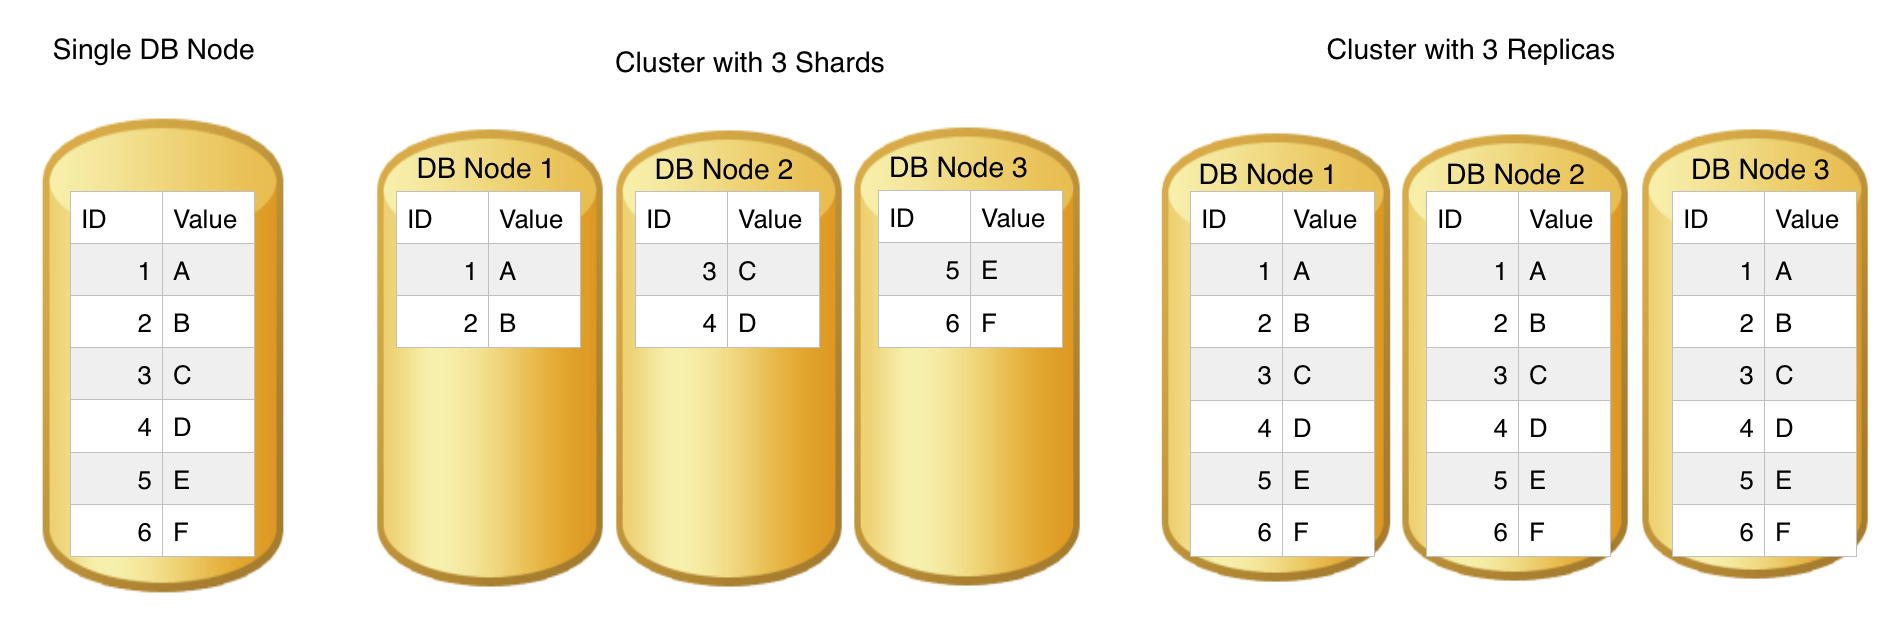 Single DB Node
ID Value
1 A
2 B
3 C
4 D
5 E
6 F
Cluster with 3 Shards
DB Node 1
ID Value
1 A
2 B
DB Node 2
ID Value
3 C
4 D
DB Node 3
ID Value
5 E
6 F
Cluster with 3 Replicas
DB Node 1
ID Value
1 A
2 B
3 C
4 D
5 E
6 F
DB Node 2
ID Value
1 A
2 B
3 C
4 D
5 E
6 F
DB Node 3
ID Value
1 A
2 B
3 C
4 D
5 E
6 F